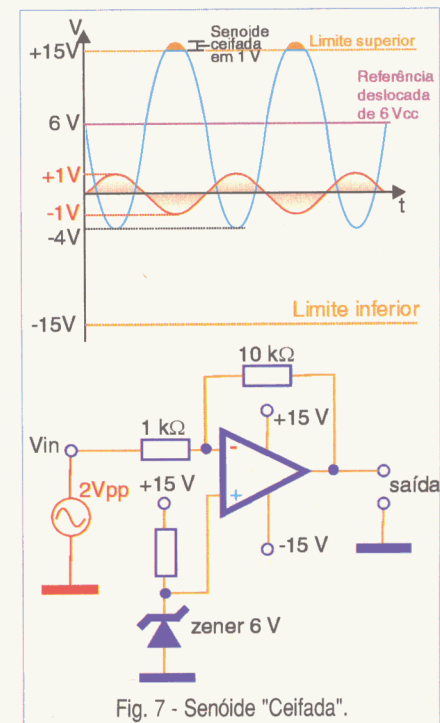 V
+15V
Senoide
ceifada
em 1 V
Limite superior
Referência
deslocada
de 6 Vcc
6 V
+1V
-1V
-4V
t
-15V
Limite inferior
10 kΩ
1 kΩ
Vin
+15 V
2Vpp
+15 V
-
+
saída
-15 V
zener 6 V
Fig. 7 - Senóide "Ceifada".